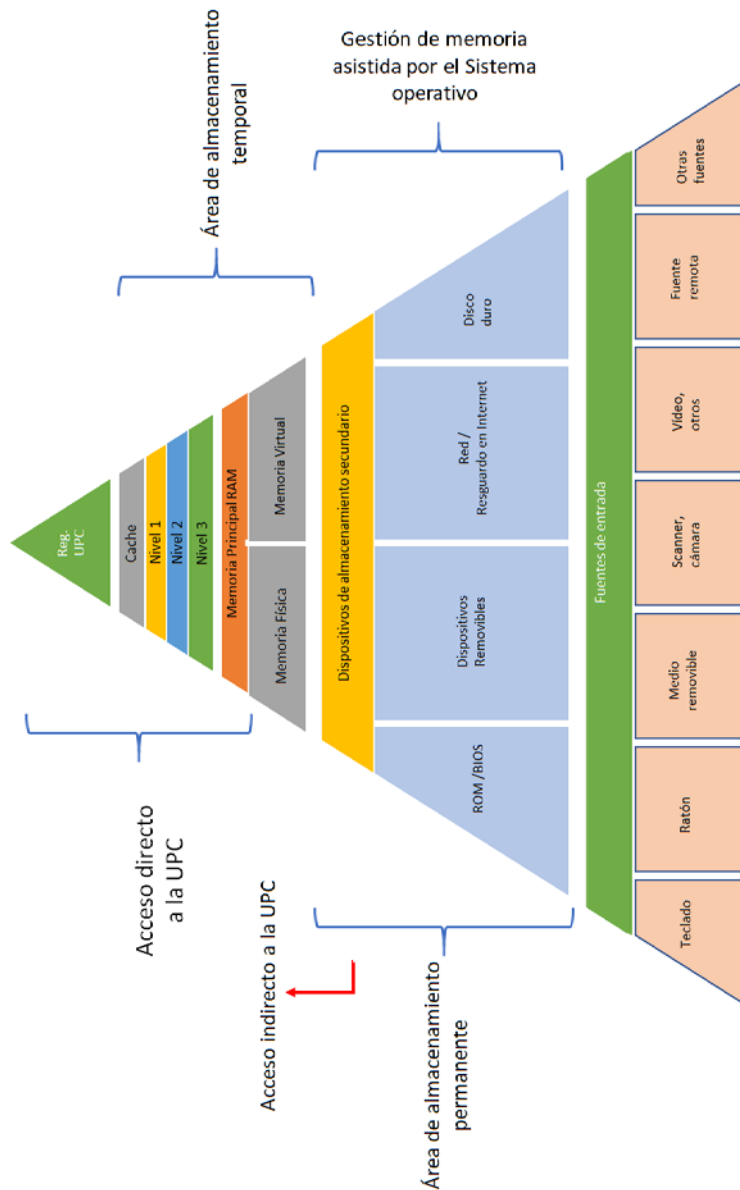 Reg.
UPC
Cache
Nivel 1
Nivel 2
Nivel 3
Memoria Principal RAM
Memoria Física
Memoria Virtual
Acceso directo
a la UPC
Área de almacenamiento
temporal
Acceso indirecto a la UPC
Gestión de memoria
asistida por el Sistema
operativo
Dispositivos de almacenamiento secundario
ROM /BIOS
Dispositivos
Removibles
Red /
Resguardo en Internet
Disco
duro
Área de almacenamiento
permanente
Fuentes de entrada
Teclado
Ratón
Medio
removible
Scanner,
cámara
Vídeo,
otros
Fuente
remota
Otras
fuentes